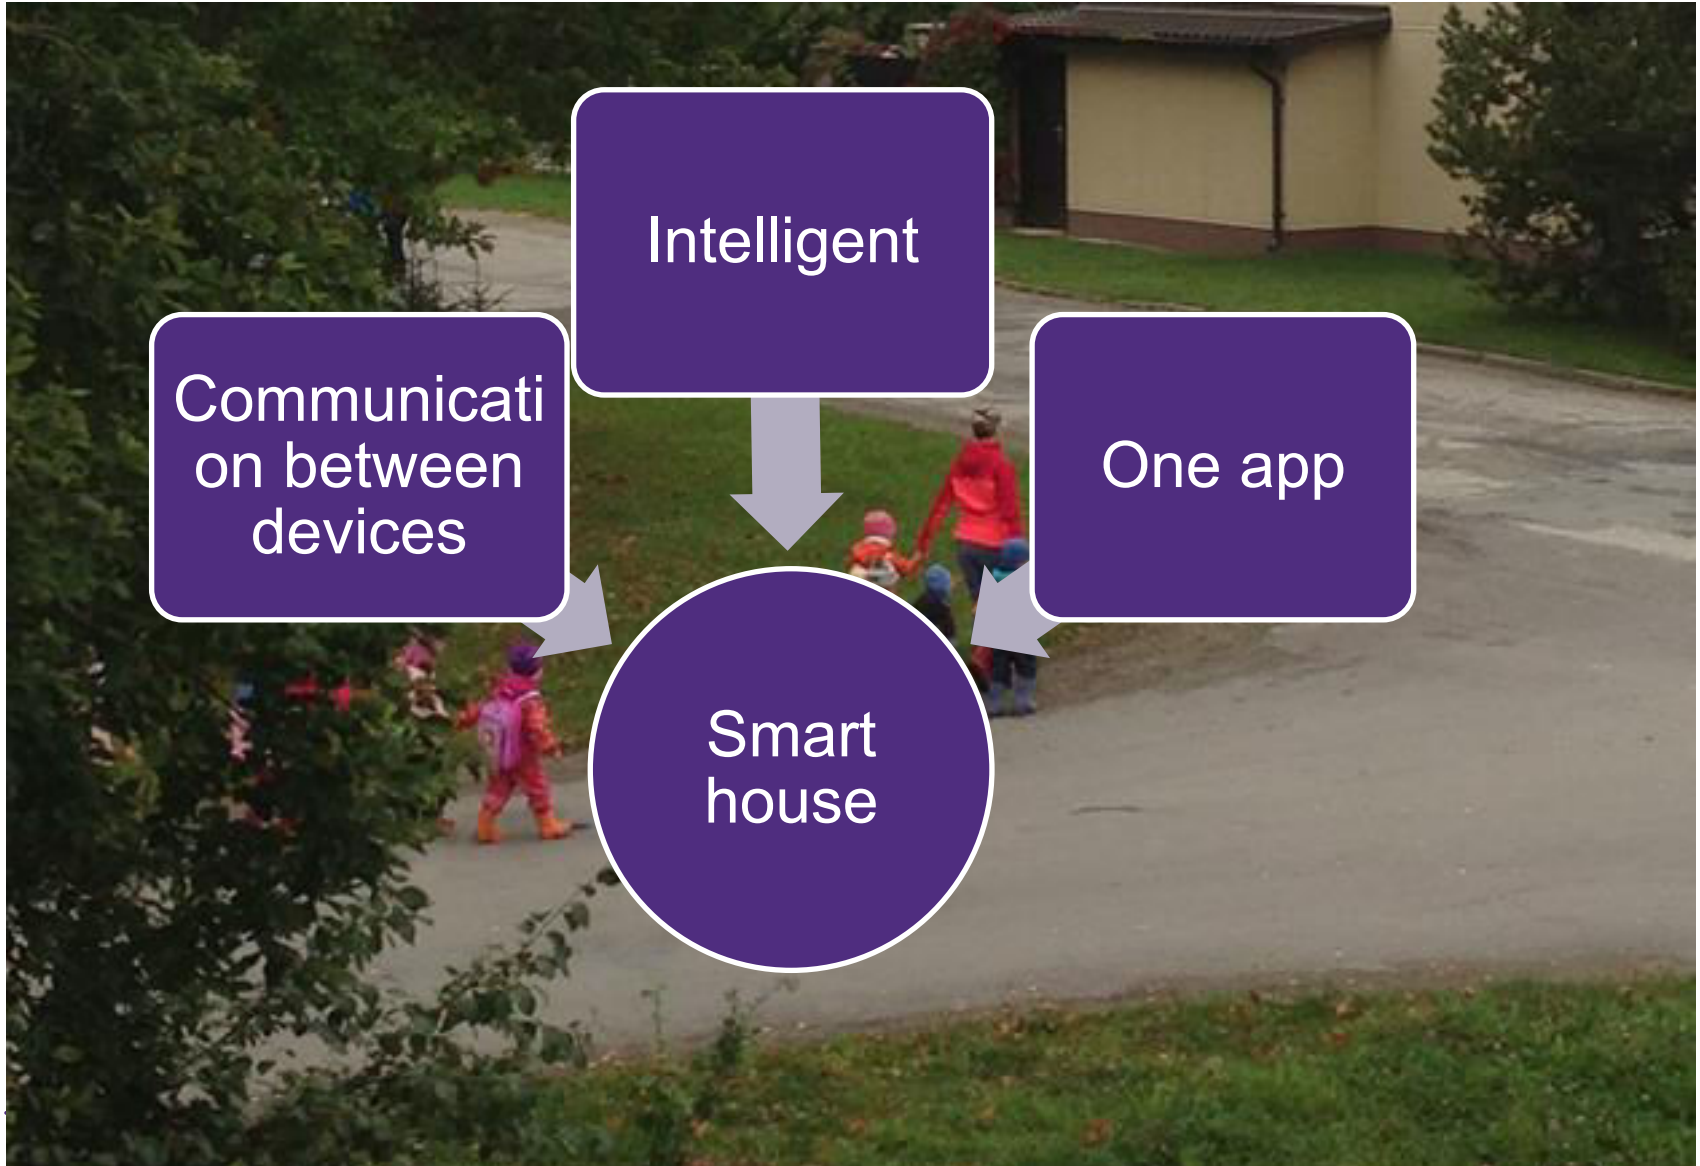 Intelligent
Communicati
on between
devices
One app
Smart
house